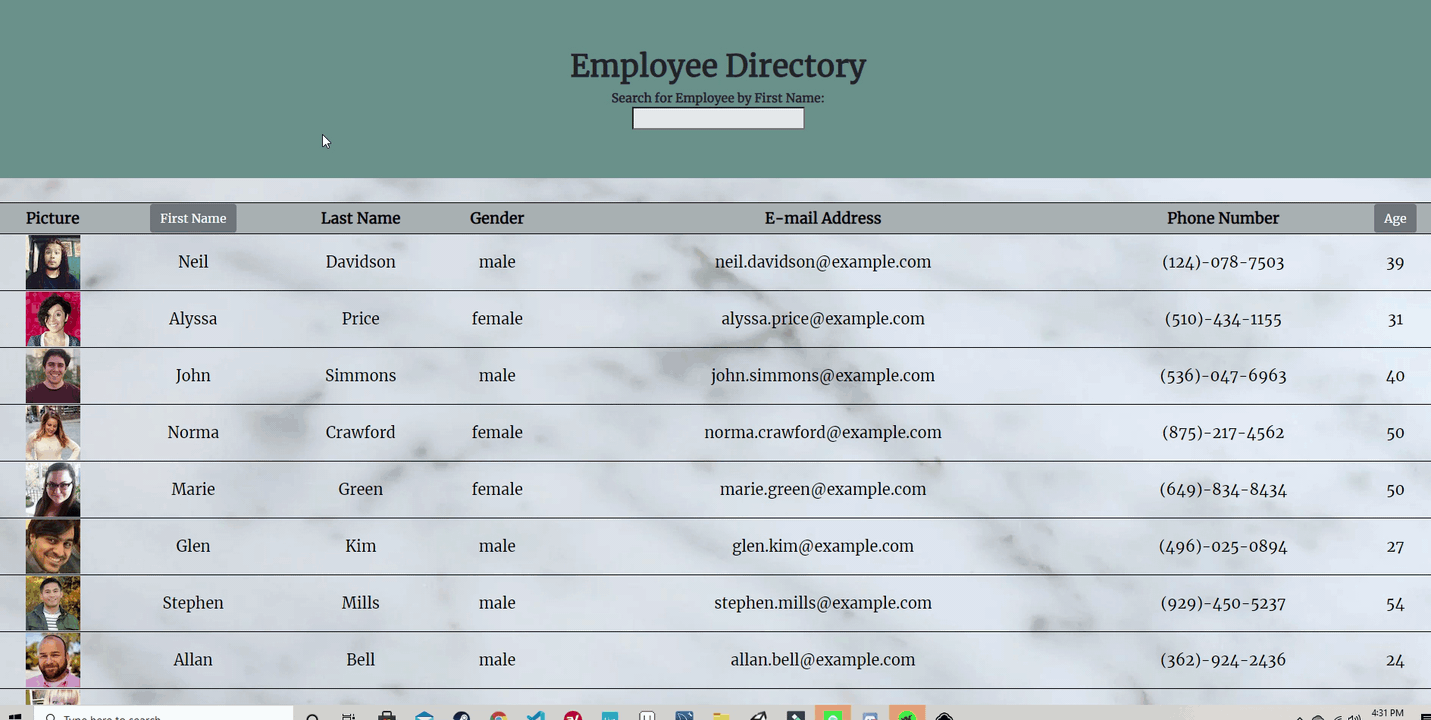 Employee Directory
Search for Employee by First Name:
Picture First Name Last Name Gender E-mail Address Phone Number Age
Neil Davidson male neil.davidson@example.com (124)-078-7503 39
Alyssa Price female alyssa.price@example.com (510)-434-1155 31
John Simmons male john.simmons@example.com (536)-047-6963 40
Norma Crawford female norma.crawford@example.com (875)-217-4562 50
Marie Green female marie.green@example.com (649)-834-8434 50
Glen Kim male glen.kim@example.com (496)-025-0894 27
Stephen Mills male stephen.mills@example.com (929)-450-5237 54
Allan Bell male allan.bell@example.com (362)-924-2436 24
Type here to search 4:31 PM